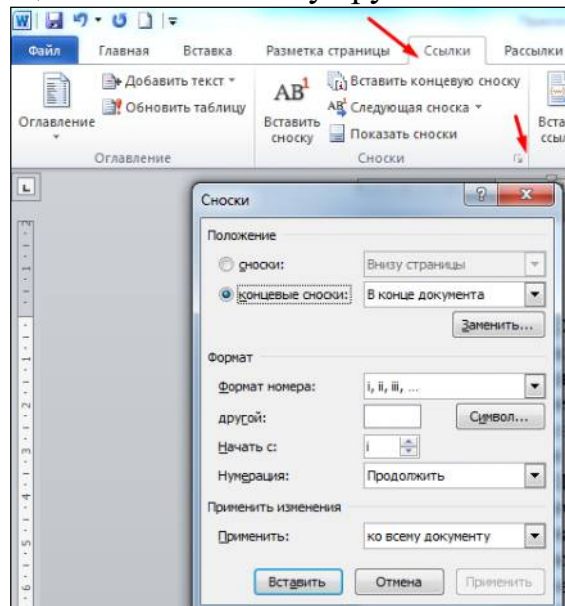 Файл Главная Вставка Разметка страницы Ссылки Рассылки
Оглавление
Добавить текст
Обновить таблицу
Оглавление
AB¹
Вставить сноску
Вставить концевую сноску
Следующая сноска
Показать сноски
Сноски
Сноски
Положение
сноски: Внизу страницы
концевые сноски: В конце документа
Заменить...
Формат
Формат номера: i, ii, iii, ...
другой: Символ...
Начать с: i
Нумерация: Продолжить
Применить изменения
Применить: ко всему документу
Вставить Отмена Применить